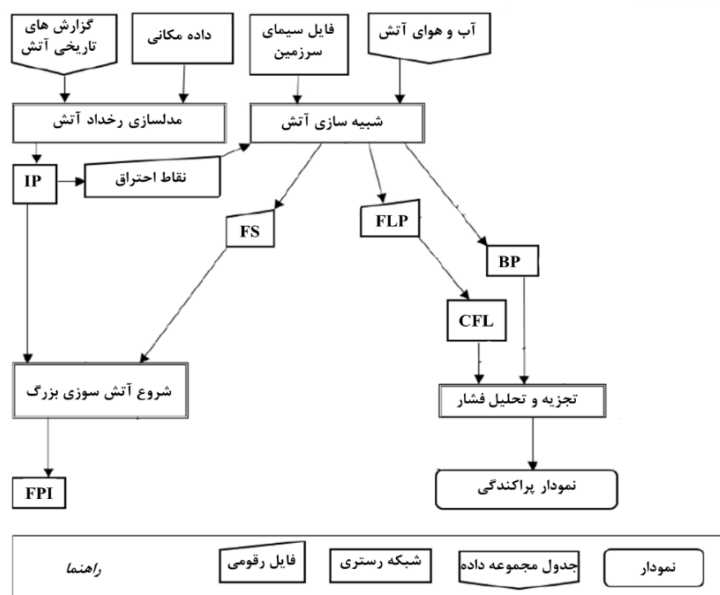 گزارش های
تاریخی آتش
داده مکانی
فایل سیمای
سرزمین
آب و هوای آتش
مدلسازی رخداد آتش
شبیه سازی آتش
IP
نقاط احتراق
FS
FLP
BP
CFL
شروع آتش سوزی بزرگ
تجزیه و تحلیل فشار
FPI
نمودار پراکندگی
راهنما
فایل رقومی
شبکه رستری
جدول مجموعه داده
نمودار